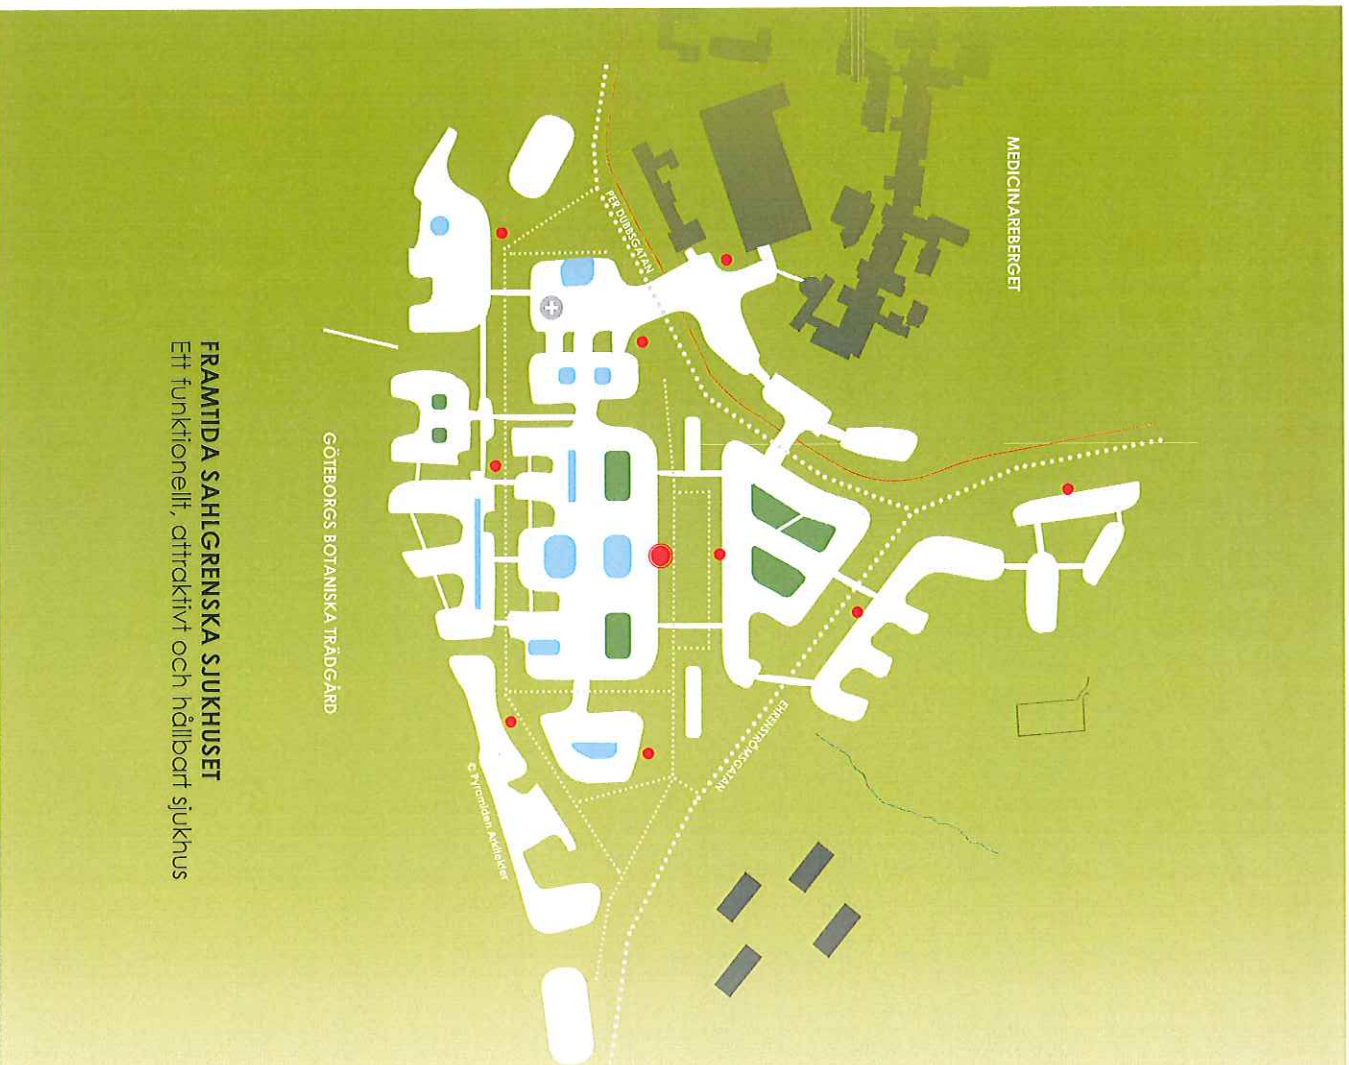 MEDICINAREBERGET
PER DUBBSGATAN
EHRENSTRÖMSGATAN
GÖTEBORGS BOTANISKA TRÄDGÅRD
© Pyramiden Arkitekter
FRAMTIDA SAHLGRENSKA SJUKHUSET
Ett funktionellt, attraktivt och hållbart sjukhus